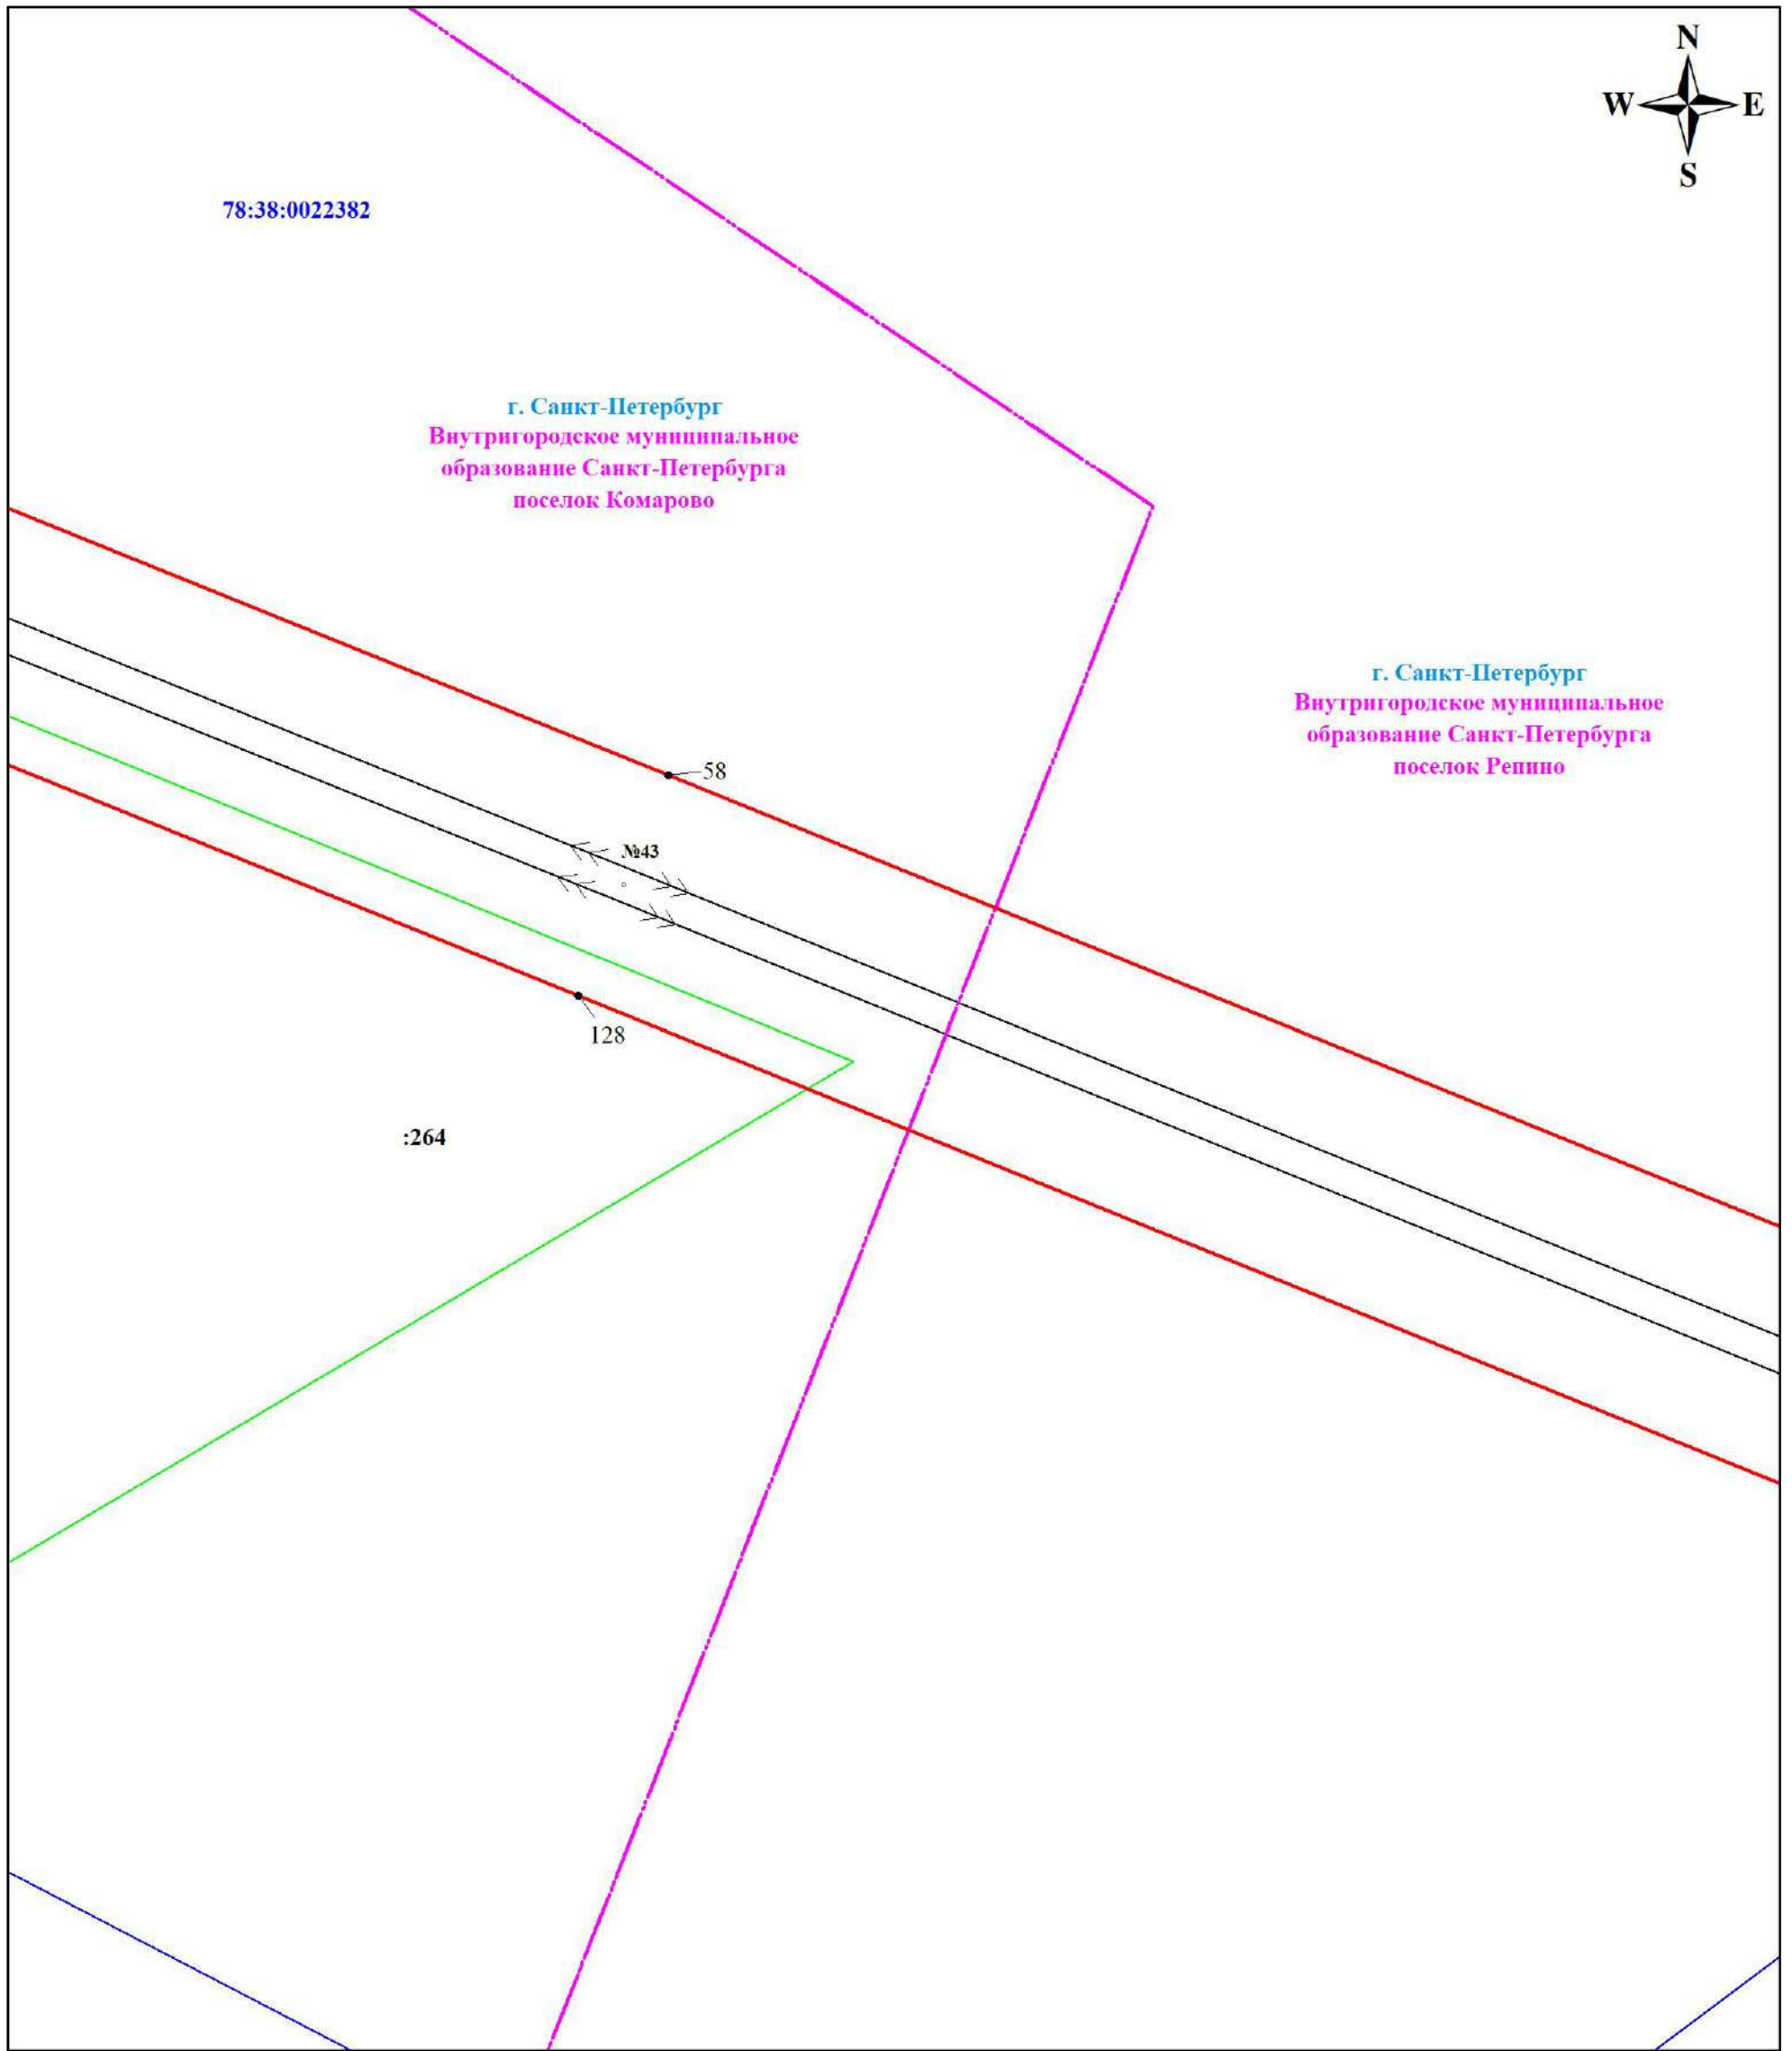 N
W E
S
78:38:0022382
г. Санкт-Петербург
Внутригородское муниципальное
образование Санкт-Петербурга
поселок Комарово
г. Санкт-Петербург
Внутригородское муниципальное
образование Санкт-Петербурга
поселок Репино
58
№43
128
:264